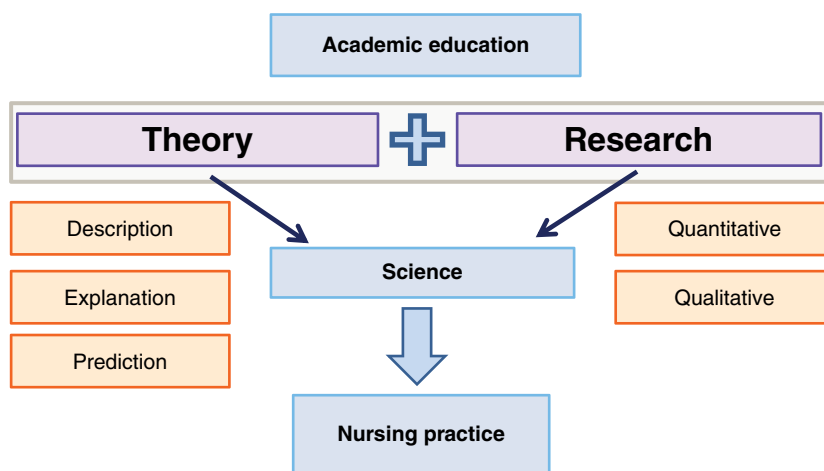 Academic education
Theory
Research
Description
Quantitative
Science
Explanation
Qualitative
Prediction
Nursing practice